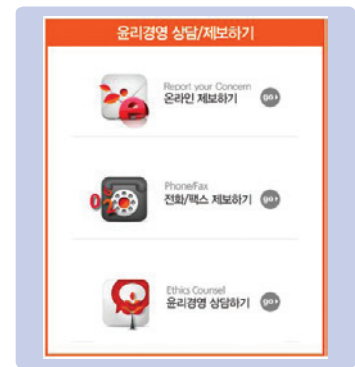 윤리경영 상담/제보하기
Report your Concern
온라인 제보하기
go
Phone/Fax
전화/팩스 제보하기
go
Ethics Counsel
윤리경영 상담하기
go